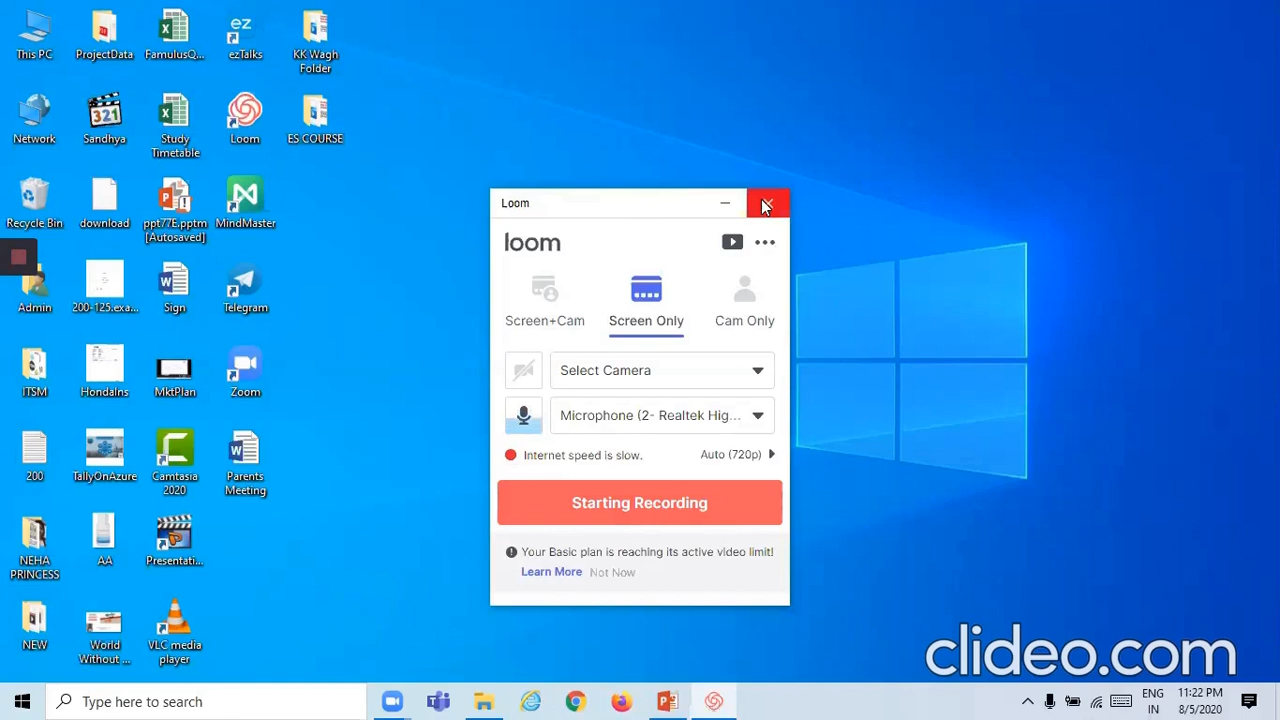 This PC
ProjectData
FamulusQ...
ez
ezTalks
KK Wagh
Folder
Network
321
Sandhya
Study
Timetable
Loom
ES COURSE
Recycle Bin
download
ppt77E.pptm
[Autosaved]
MindMaster
Admin
200-125.exa...
Sign
Telegram
ITSM
HondaIns
MktPlan
Zoom
200
TallyOnAzure
Camtasia
2020
Parents
Meeting
NEHA
PRINCESS
AA
Presentati...
NEW
World
Without ...
VLC media
player
Loom
loom
Screen+Cam
Screen Only
Cam Only
Select Camera
Microphone (2- Realtek Hig...
Internet speed is slow.
Auto (720p)
Starting Recording
Your Basic plan is reaching its active video limit!
Learn More Not Now
clideo.com
Type here to search
ENG
IN
11:22 PM
8/5/2020